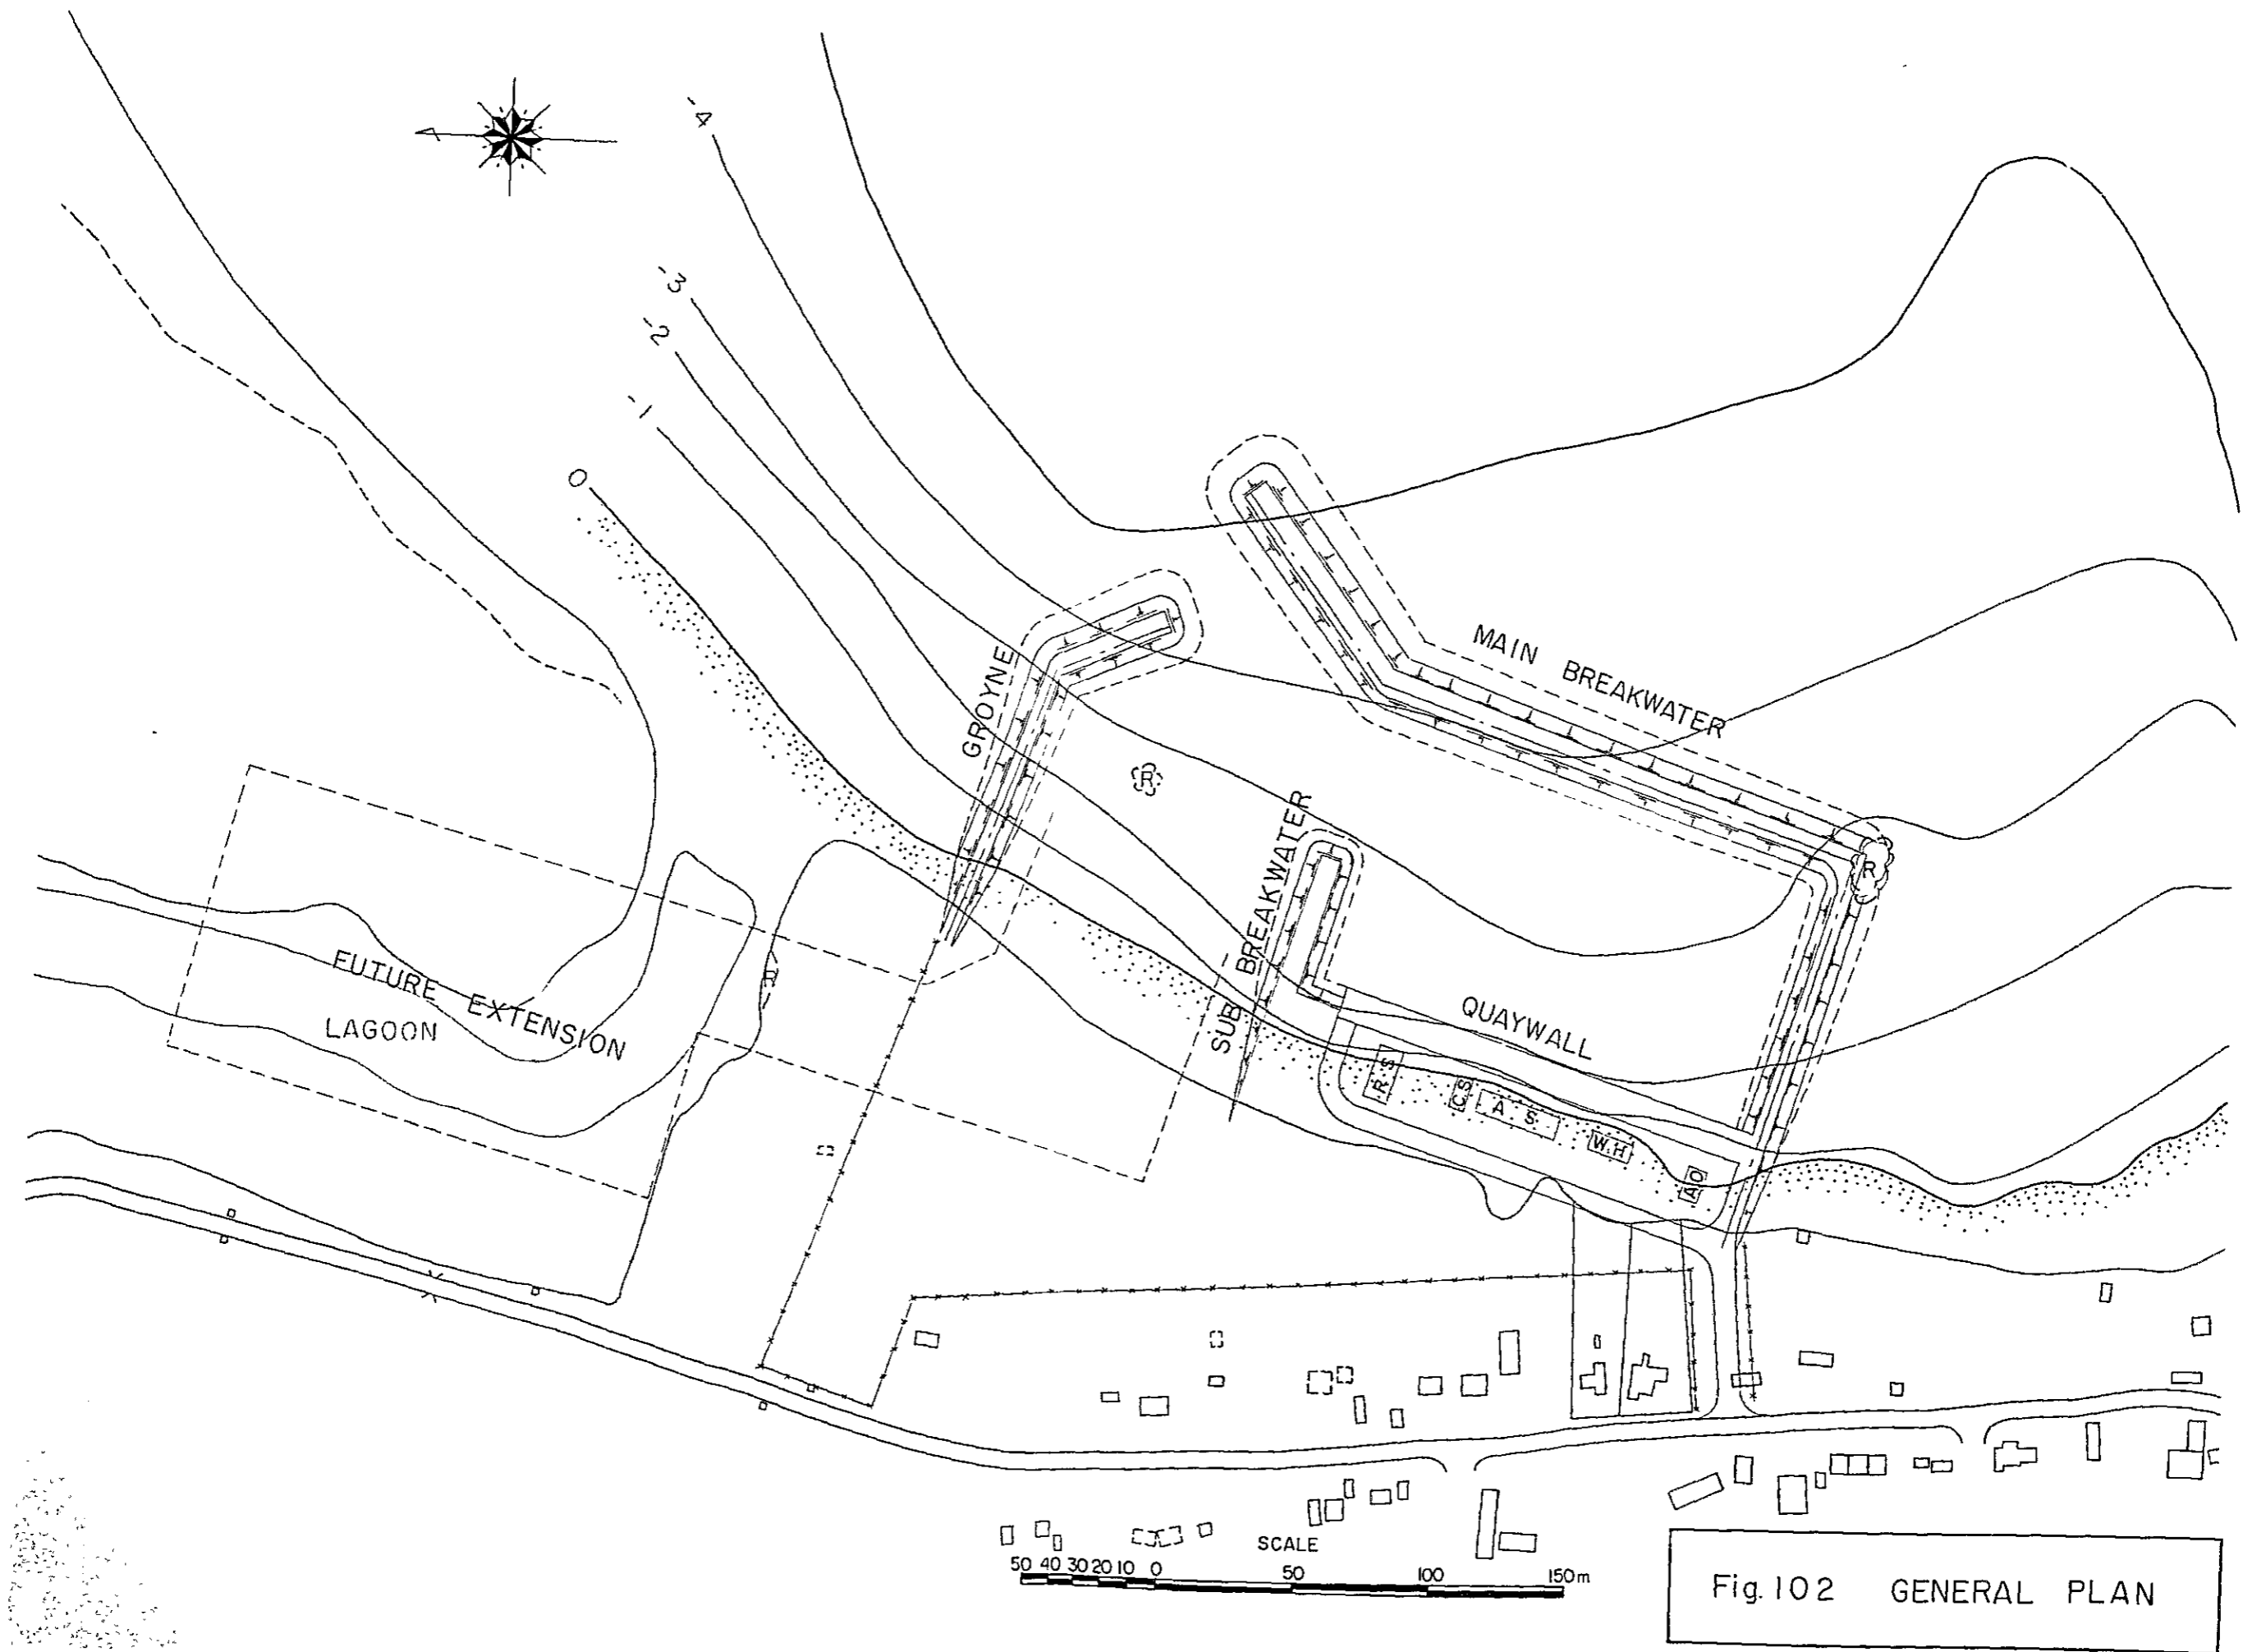 -4
-3
-2
-1
0
MAIN BREAKWATER
GROYNE
R
SUB BREAKWATER
R
QUAYWALL
FUTURE EXTENSION
LAGOON
R S
C S
A S
W.H
A O
SCALE
50 40 30 20 10 0 50 100 150m
Fig. 102 GENERAL PLAN